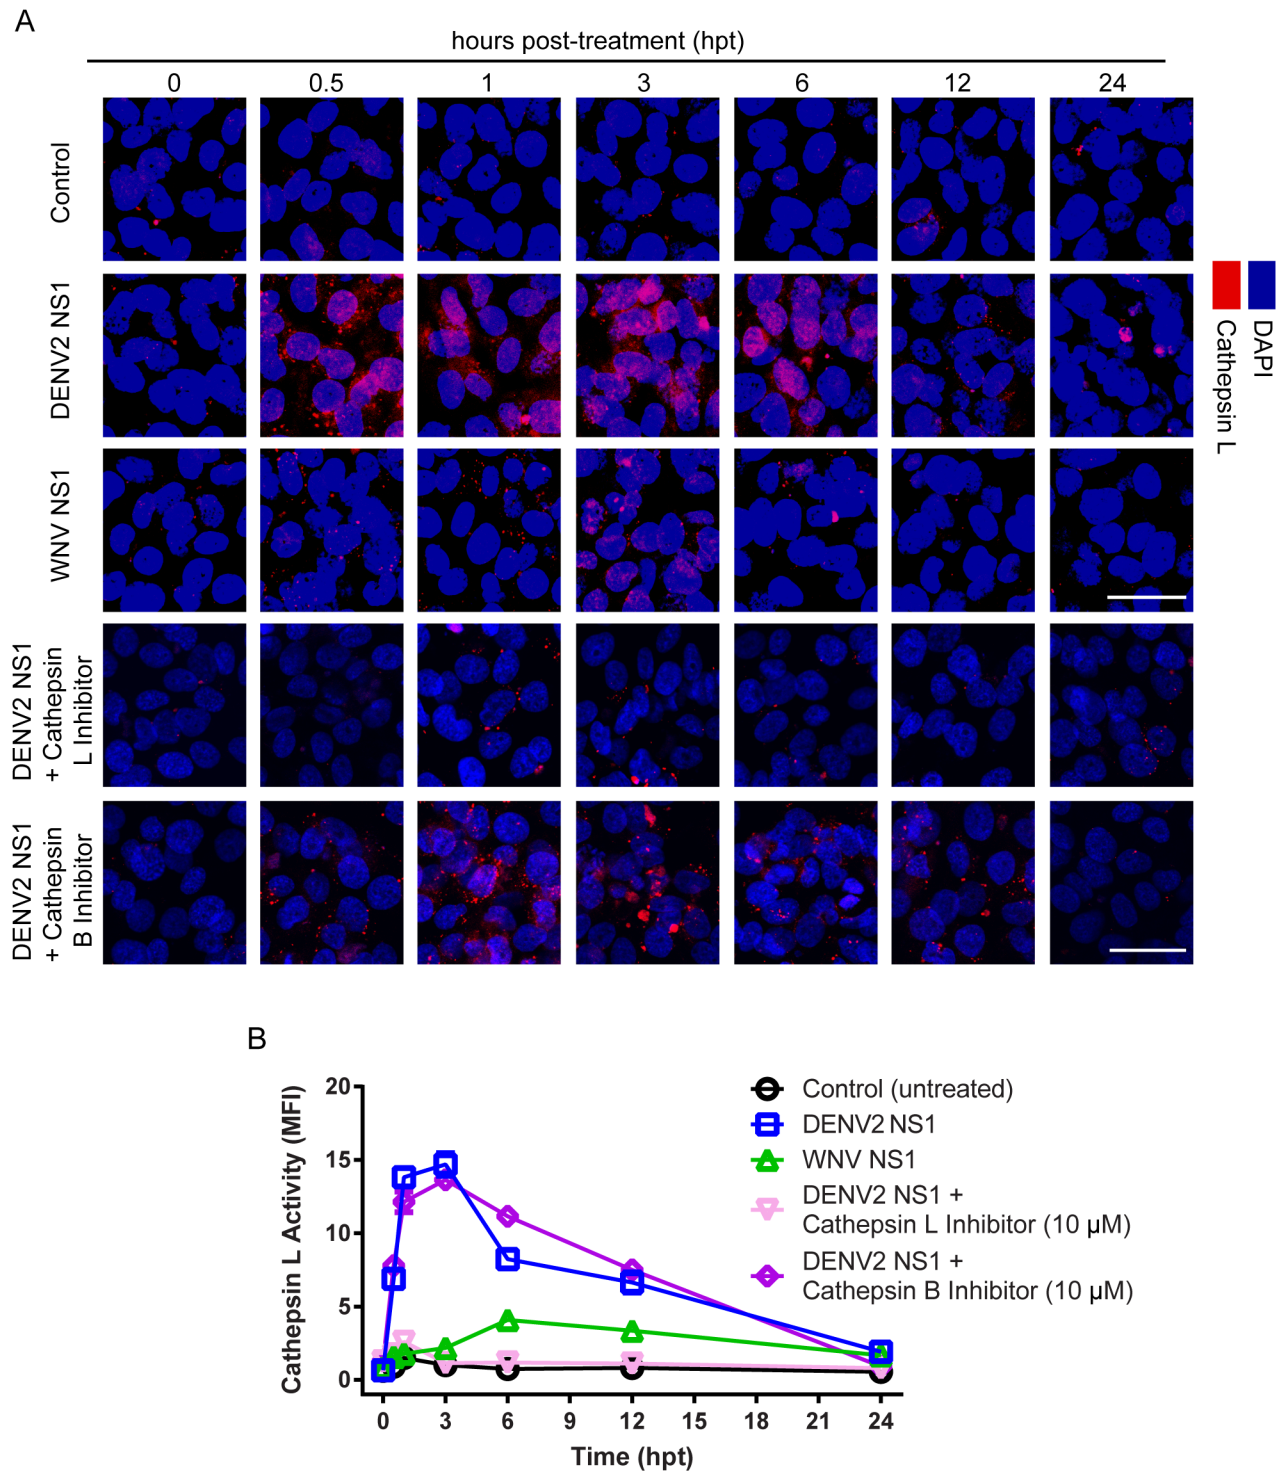 A
hours post-treatment (hpt)
0 0.5 1 3 6 12 24
Control
DENV2 NS1
WNV NS1
DENV2 NS1
+ Cathepsin
L Inhibitor
DENV2 NS1
+ Cathepsin
B Inhibitor
DAPI
Cathepsin L
B
Cathepsin L Activity (MFI)
20
15
10
5
0
0 3 6 9 12 15 18 21 24
Time (hpt)
Control (untreated)
DENV2 NS1
WNV NS1
DENV2 NS1 +
Cathepsin L Inhibitor (10 µM)
DENV2 NS1 +
Cathepsin B Inhibitor (10 µM)